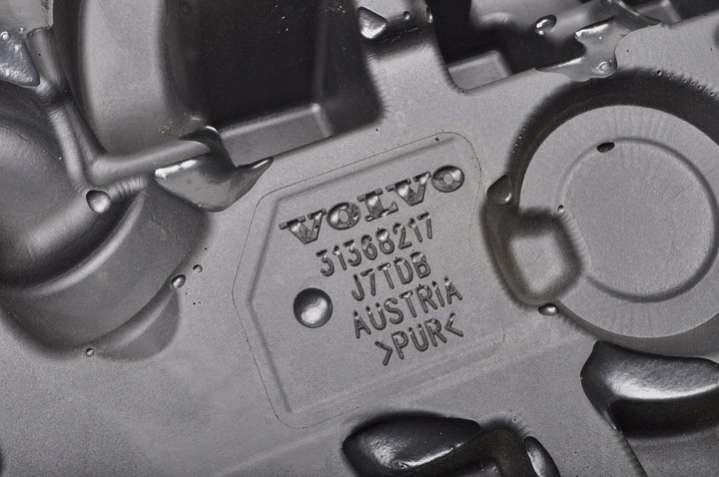 VOLVO
31368217
J7TDB
AUSTRIA
>PUR<